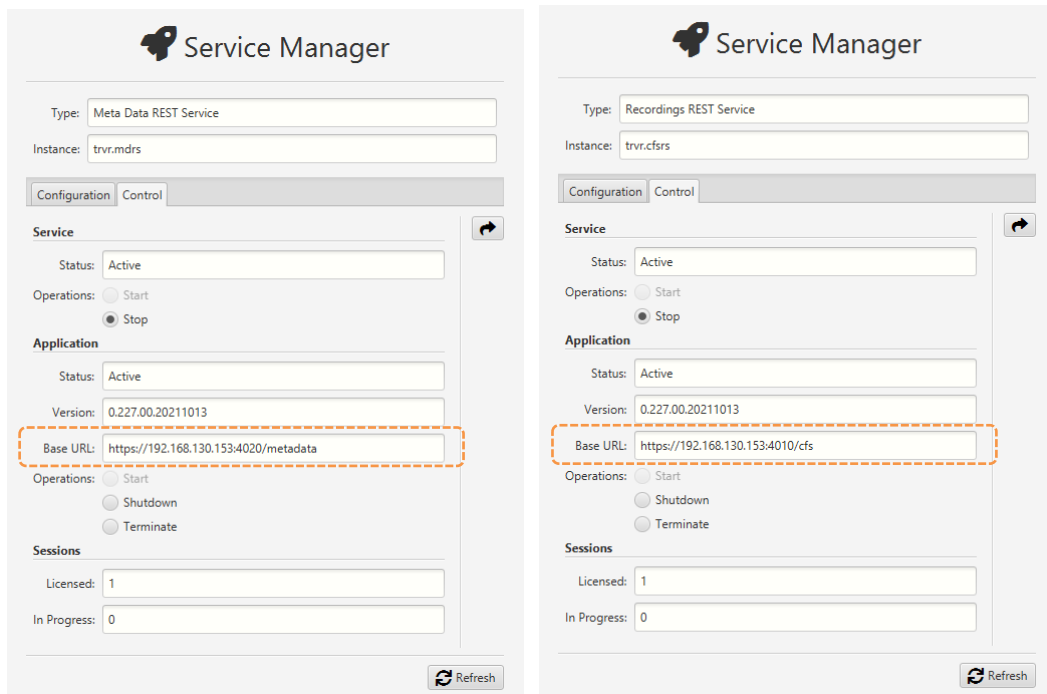 Service Manager
Type: Meta Data REST Service
Instance: trvr.mdrs
Configuration Control
Service
Status: Active
Operations: Start
Stop
Application
Status: Active
Version: 0.227.00.20211013
Base URL: https://192.168.130.153:4020/metadata
Operations: Start
Shutdown
Terminate
Sessions
Licensed: 1
In Progress: 0
Refresh
Service Manager
Type: Recordings REST Service
Instance: trvr.cfsrs
Configuration Control
Service
Status: Active
Operations: Start
Stop
Application
Status: Active
Version: 0.227.00.20211013
Base URL: https://192.168.130.153:4010/cfs
Operations: Start
Shutdown
Terminate
Sessions
Licensed: 1
In Progress: 0
Refresh